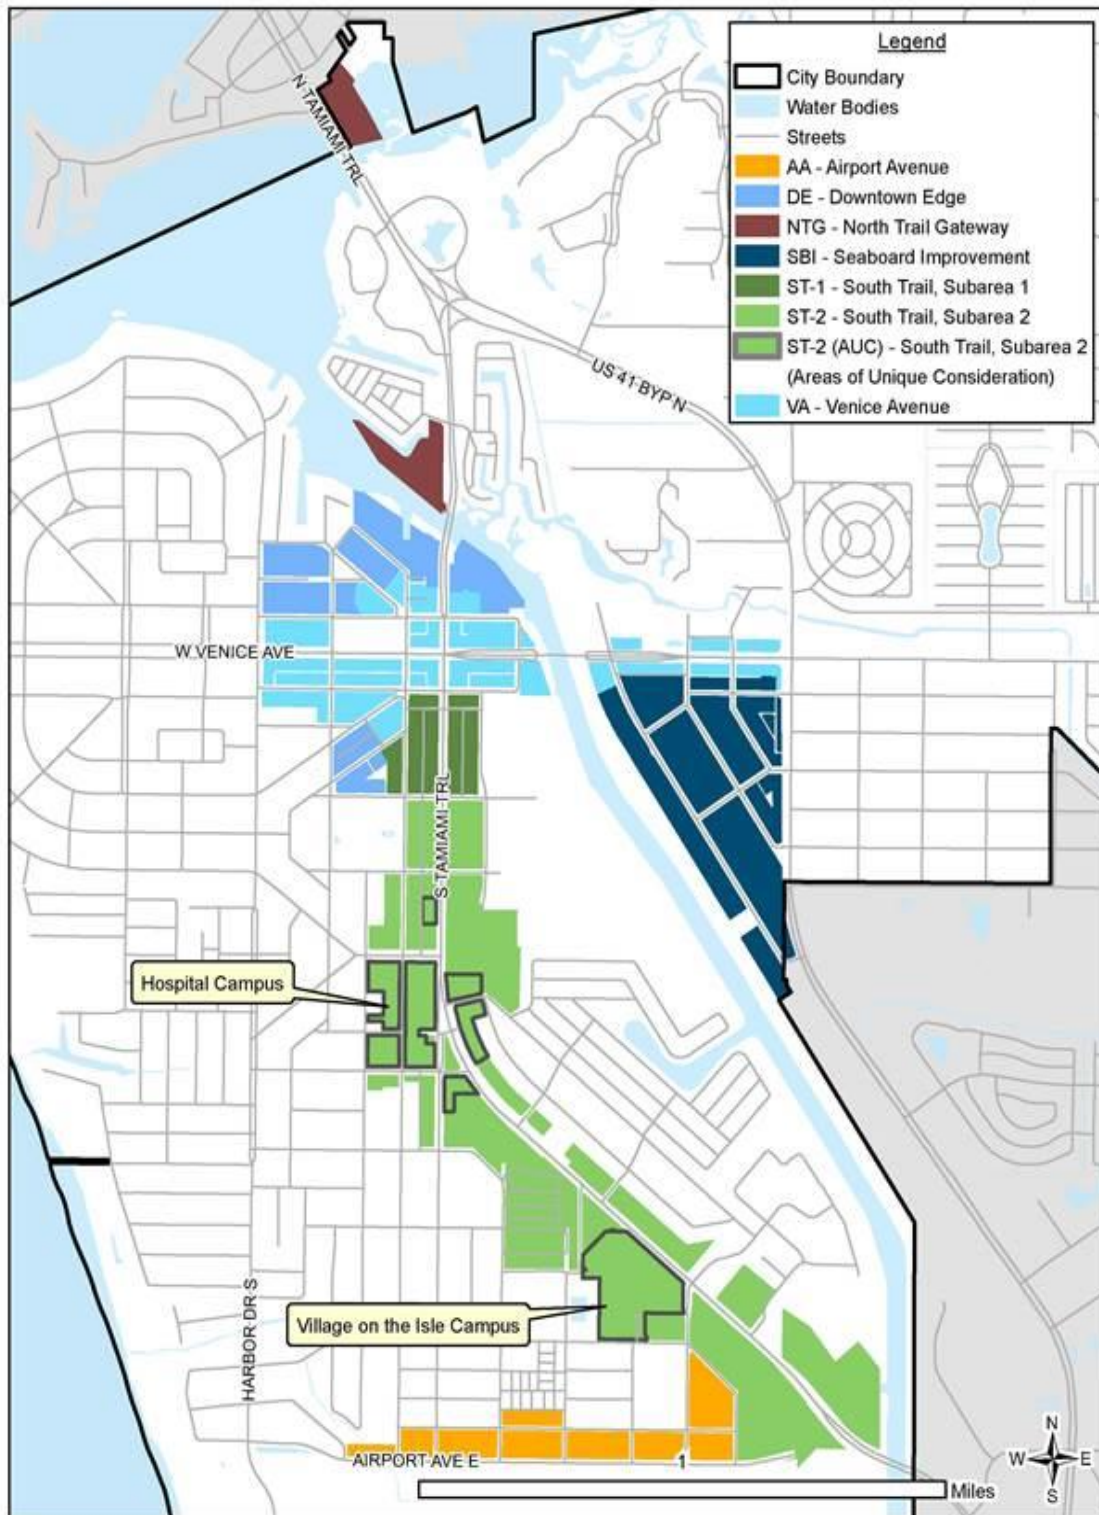 Legend
City Boundary
Water Bodies
Streets
AA - Airport Avenue
DE - Downtown Edge
NTG - North Trail Gateway
SBI - Seaboard Improvement
ST-1 - South Trail, Subarea 1
ST-2 - South Trail, Subarea 2
ST-2 (AUC) - South Trail, Subarea 2
(Areas of Unique Consideration)
VA - Venice Avenue
N TAMIAMI TRL
US 41 BYP N
W VENICE AVE
S TAMIAMI TRL
Hospital Campus
HARBOR DR S
Village on the Isle Campus
AIRPORT AVE E
1
Miles
N
W
E
S